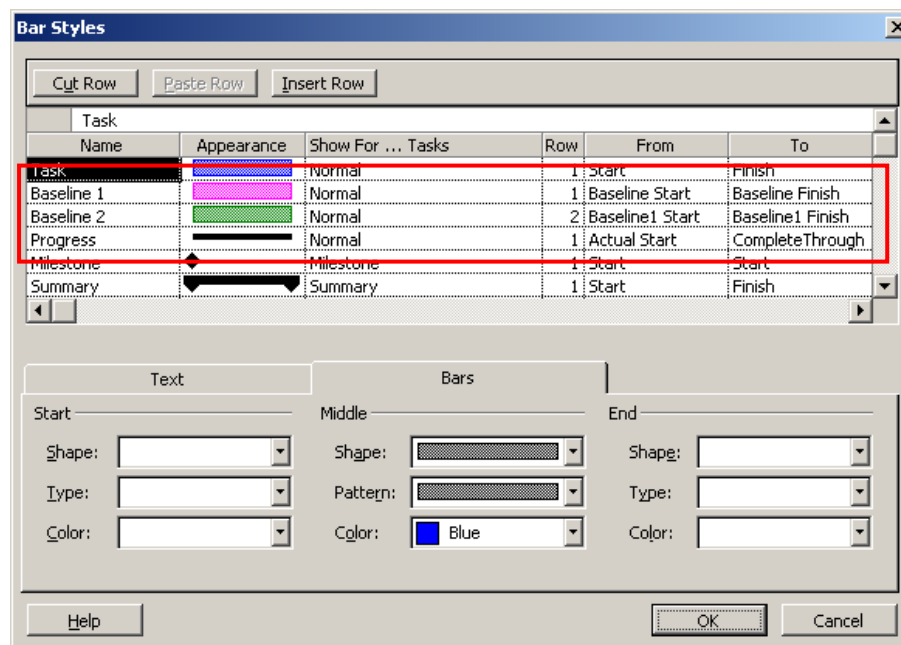 Bar Styles
Cut Row Paste Row Insert Row
Task
Name Appearance Show For ... Tasks Row From To
Task Normal 1 Start Finish
Baseline 1 Normal 1 Baseline Start Baseline Finish
Baseline 2 Normal 2 Baseline1 Start Baseline1 Finish
Progress Normal 1 Actual Start CompleteThrough
Milestone Milestone 1 Start Start
Summary Summary 1 Start Finish
Text Bars
Start Middle End
Shape: Shape: Shape:
Type: Pattern: Type:
Color: Color: Blue Color:
Help OK Cancel